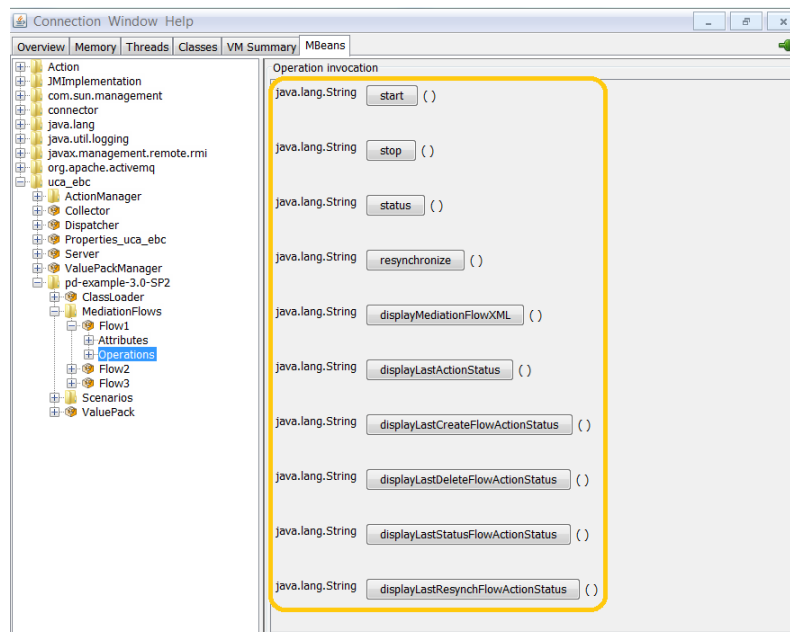 Connection Window Help
Overview Memory Threads Classes VM Summary MBeans
Action
JMImplementation
com.sun.management
connector
java.lang
java.util.logging
javax.management.remote.rmi
org.apache.activemq
uca_ebc
ActionManager
Collector
Dispatcher
Properties_uca_ebc
Server
ValuePackManager
pd-example-3.0-SP2
ClassLoader
MediationFlows
Flow1
Attributes
Operations
Flow2
Flow3
Scenarios
ValuePack
Operation invocation
java.lang.String start ( )
java.lang.String stop ( )
java.lang.String status ( )
java.lang.String resynchronize ( )
java.lang.String displayMediationFlowXML ( )
java.lang.String displayLastActionStatus ( )
java.lang.String displayLastCreateFlowActionStatus ( )
java.lang.String displayLastDeleteFlowActionStatus ( )
java.lang.String displayLastStatusFlowActionStatus ( )
java.lang.String displayLastResynchFlowActionStatus ( )